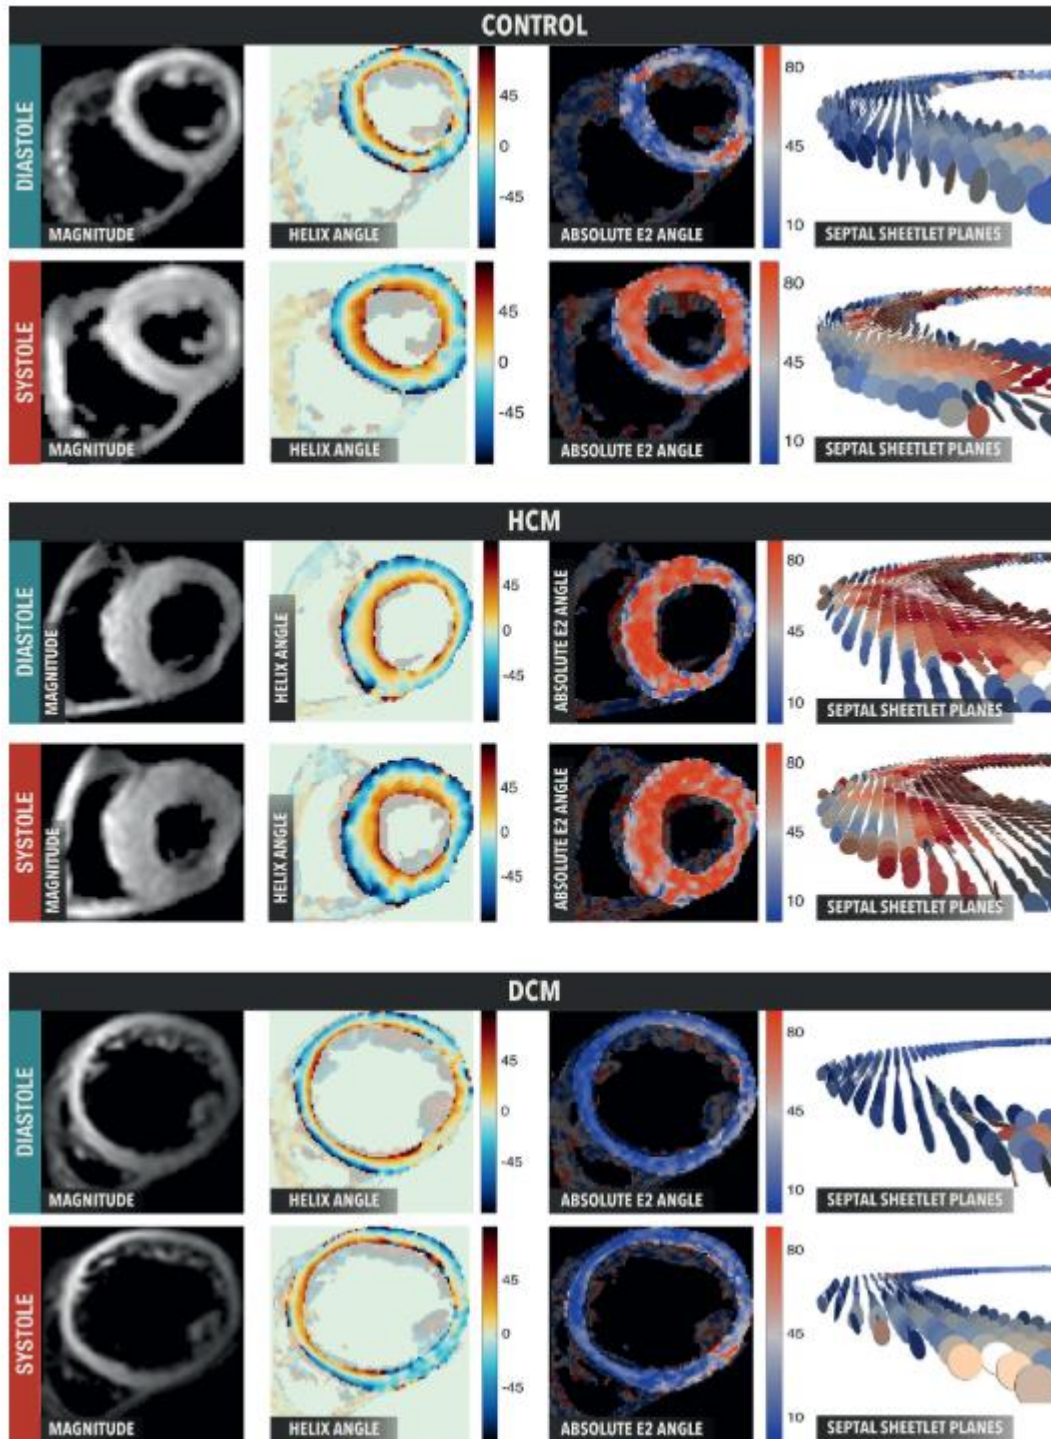 CONTROL
DIASTOLE
MAGNITUDE
HELIX ANGLE
45
0
-45
ABSOLUTE E2 ANGLE
80
45
10
SEPTAL SHEETLET PLANES
SYSTOLE
MAGNITUDE
HELIX ANGLE
45
0
-45
ABSOLUTE E2 ANGLE
80
45
10
SEPTAL SHEETLET PLANES
HCM
DIASTOLE
MAGNITUDE
HELIX ANGLE
45
0
-45
ABSOLUTE E2 ANGLE
80
45
10
SEPTAL SHEETLET PLANES
SYSTOLE
MAGNITUDE
HELIX ANGLE
45
0
-45
ABSOLUTE E2 ANGLE
80
45
10
SEPTAL SHEETLET PLANES
DCM
DIASTOLE
MAGNITUDE
HELIX ANGLE
45
0
-45
ABSOLUTE E2 ANGLE
80
45
10
SEPTAL SHEETLET PLANES
SYSTOLE
MAGNITUDE
HELIX ANGLE
45
0
-45
ABSOLUTE E2 ANGLE
80
45
10
SEPTAL SHEETLET PLANES